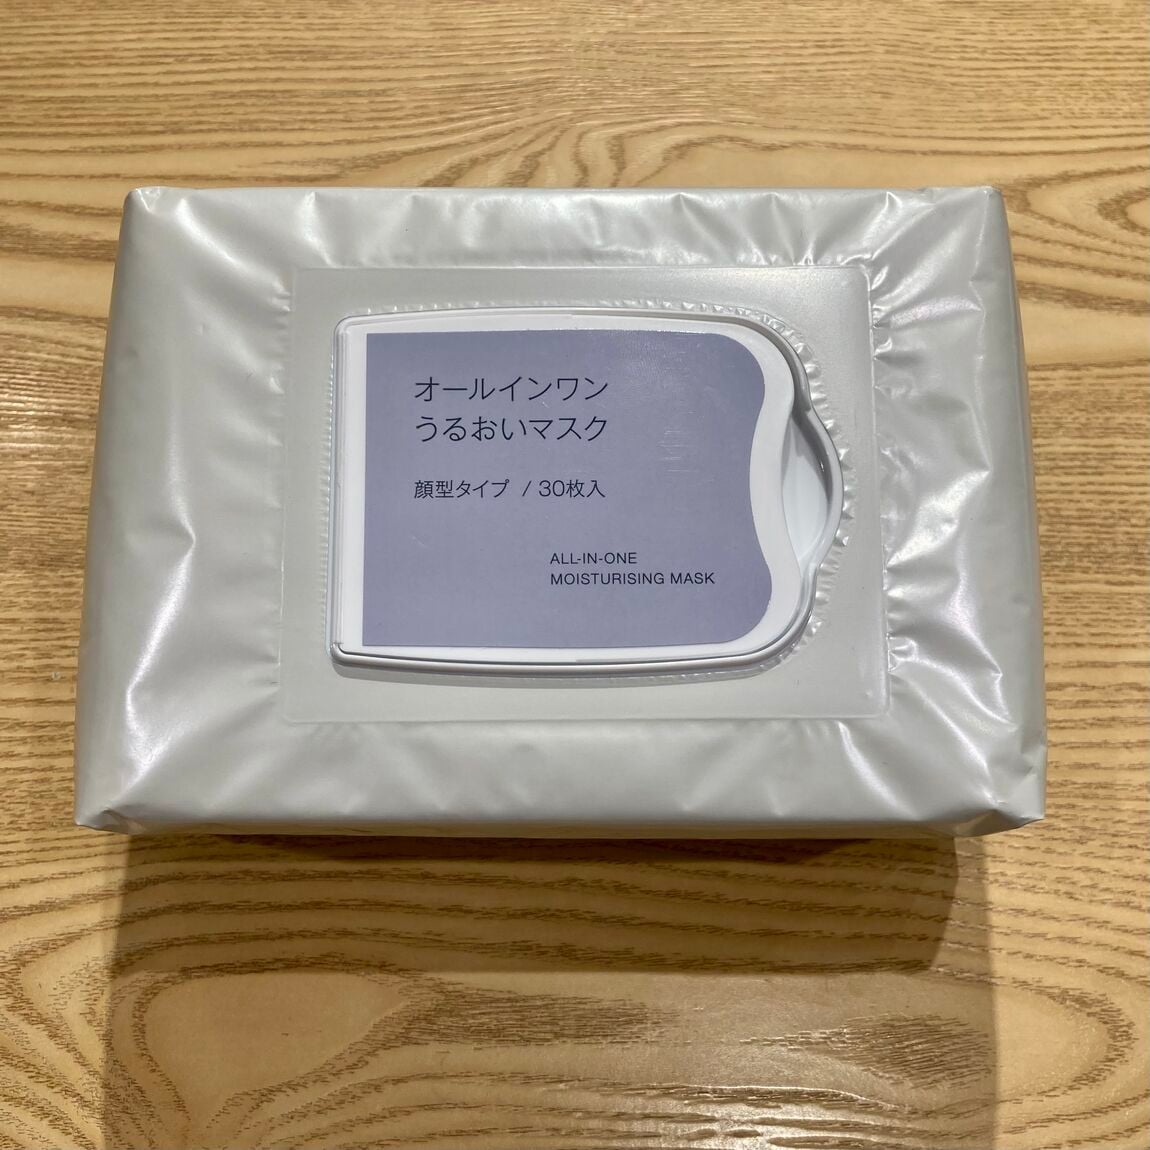 オールインワン
うるおいマスク
顔型タイプ / 30枚入
ALL-IN-ONE
MOISTURISING MASK